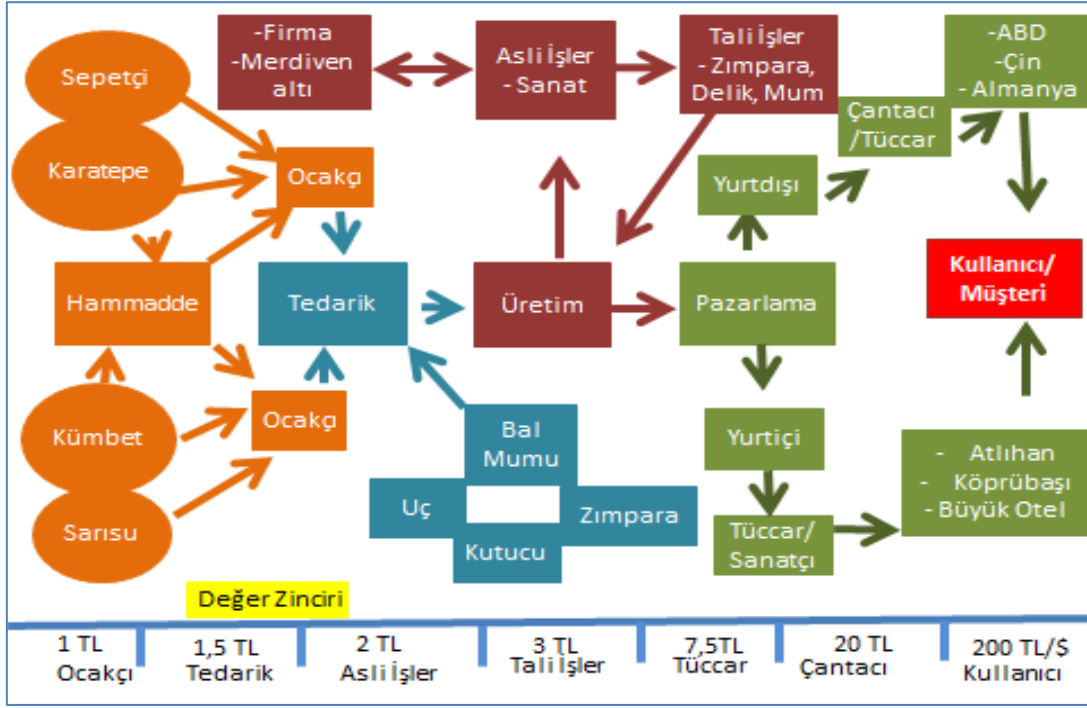 Sepetçi
-Firma
-Merdiven
altı
Asli İşler
- Sanat
Tali İşler
- Zımpara,
Delik, Mum
-ABD
-Çin
- Almanya
Çantacı
/Tüccar
Karatepe
Ocakçı
Yurtdışı
Hammadde
Tedarik
Üretim
Pazarlama
Kullanıcı/
Müşteri
Kümbet
Ocakçı
Bal
Mumu
Yurtiçi
- Atlıhan
- Köprübaşı
- Büyük Otel
Sarısu
Uç
Zımpara
Kutucu
Tüccar/
Sanatçı
Değer Zinciri
1 TL
Ocakçı
1,5 TL
Tedarik
2 TL
Asli İşler
3 TL
Tali İşler
7,5TL
Tüccar
20 TL
Çantacı
200 TL/$
Kullanıcı